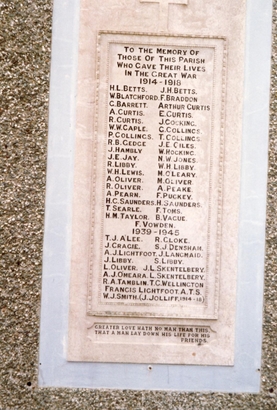 TO THE MEMORY OF
THOSE OF THIS PARISH
WHO GAVE THEIR LIVES
IN THE GREAT WAR
1914-1918
H.L. BETTS. J.H. BETTS.
W. BLATCHFORD. F. BRADDON.
G. BARRETT. ARTHUR CURTIS
A. CURTIS. E. CURTIS.
R. CURTIS. J. COCKING.
W.W. CAPLE. G. COLLINGS.
P. COLLINGS. T. COLLINGS.
R.B. GEDGE. J.E. GILES.
J. HAMBLY W. HOCKING.
J.E. JAY. N.W. JONES.
R. LIBBY. W.H. LIBBY.
W.H. LEWIS. M. O'LEARY.
A. OLIVER. M. OLIVER.
R. OLIVER. A. PEAKE.
A. PEARN. F. PUCKEY.
H.C. SAUNDERS. H. SAUNDERS.
T. SEARLE. F. TOMS.
H.M. TAYLOR. B. VAGUE.
F. VOWDEN.
1939-1945
T.J. A'LEE. R. CLOKE.
J. CRAGIE. S.J. DENSHAM.
A.J. LIGHTFOOT. J. LANGMAID.
J. LIBBY. S. LIBBY.
L. OLIVER. J.L. SKENTELBERY.
A.J. O'MEARA. L. SKENTELBERY.
R.A. TAMBLIN. T.C. WELLINGTON
FRANCIS LIGHTFOOT. A.T.S.
W.J. SMITH. (J. JOLLIFF, 1914-18)
GREATER LOVE HATH NO MAN THAN THIS,
THAT A MAN LAY DOWN HIS LIFE FOR HIS
FRIENDS.